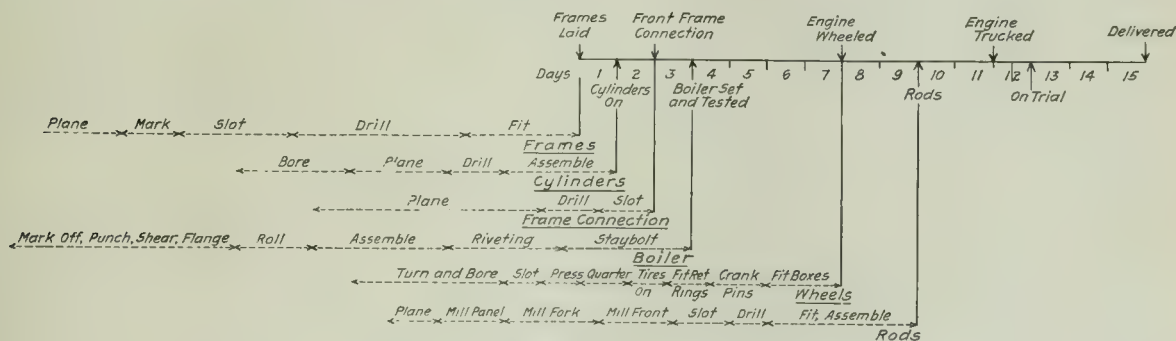 Frames Laid
Front Frame Connection
Engine Wheeled
Engine Trucked
Delivered
Days 1 2 3 4 5 6 7 8 9 10 11 12 13 14 15
Cylinders On
Boiler Set and Tested
Rods
On Trial
Plane Mark Slot Drill Fit
Frames
Bore Plane Drill Assemble
Cylinders
Plane Drill Slot
Frame Connection
Mark Off, Punch, Shear, Flange Roll Assemble Riveting Staybolt
Boiler
Turn and Bore Slot Press Quarter Tires On Fit Ret Rings Crank Pins Fit Boxes
Wheels
Plane Mill Panel Mill Fork Mill Front Slot Drill Fit, Assemble
Rods